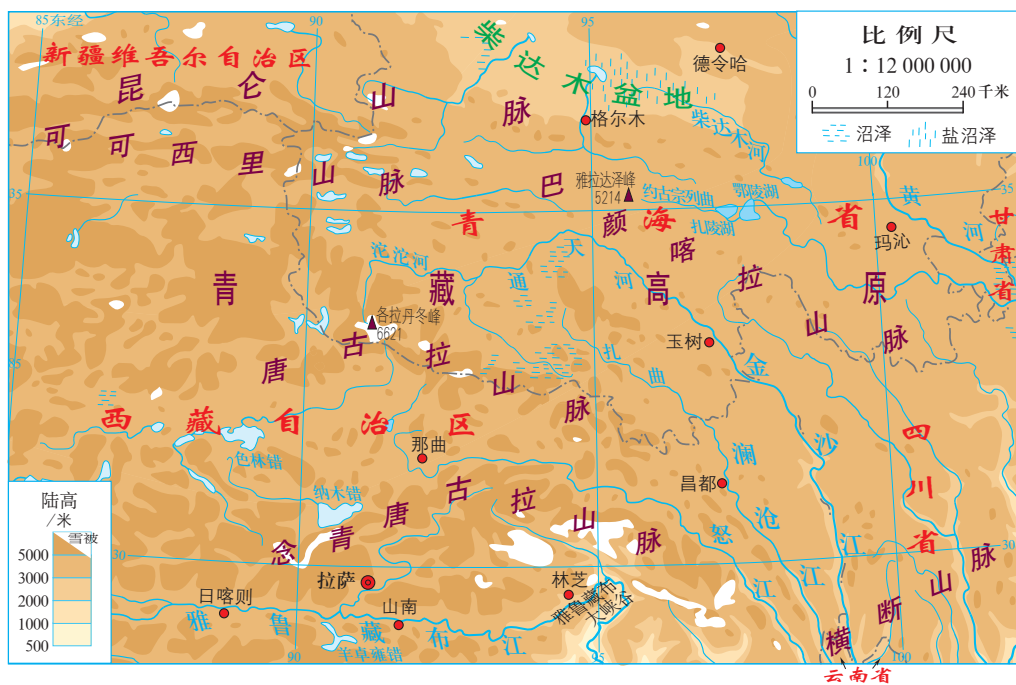 85东经
90
95
新疆维吾尔自治区
柴达木盆地
德令哈
比例尺
1：12 000 000
0 120 240 千米
沼泽 盐沼泽
昆仑山脉
格尔木
柴达木河
可可西里山脉
100
35
35
雅拉达泽峰
5214
约古宗列曲
鄂陵湖
扎陵湖
黄河
甘肃省
巴颜喀拉山脉
青海省
玛沁
沱沱河
通天河
青藏高原
各拉丹冬峰
6621
玉树
扎曲
金沙江
唐古拉山脉
85
西藏自治区
色林错
那曲
四川省
昌都
澜沧江
怒江
纳木错
念青唐古拉山脉
陆高
/米
雪被
5000
3000
2000
1000
500
30
30
拉萨
日喀则
山南
林芝
雅鲁藏布
大峡谷
雅鲁藏布江
羊卓雍错
横断山脉
90
95
100
云南省